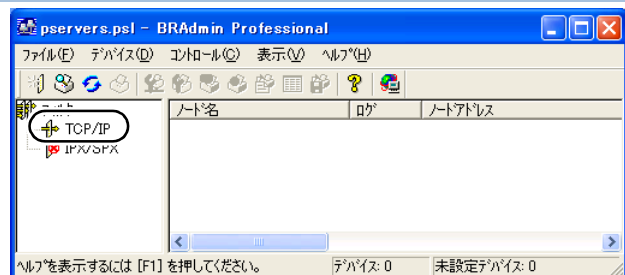 pservers.psl - BRAdmin Professional
ﾌｧｲﾙ(F) ﾃﾞﾊﾞｲｽ(D) ｺﾝﾄﾛｰﾙ(C) 表示(V) ﾍﾙﾌﾟ(H)
ﾉｰﾄﾞ名 ﾛｸﾞ ﾉｰﾄﾞｱﾄﾞﾚｽ
TCP/IP
IPX/SPX
ﾍﾙﾌﾟを表示するには [F1] を押してください。 ﾃﾞﾊﾞｲｽ: 0 未設定ﾃﾞﾊﾞｲｽ: 0